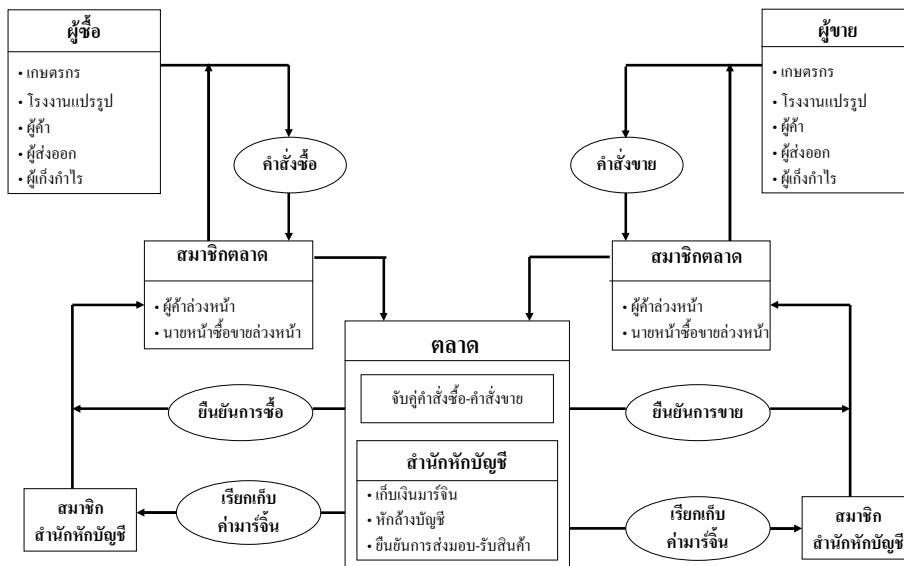 ผู้ซื้อ
• เกษตรกร
• โรงงานแปรรูป
• ผู้ค้า
• ผู้ส่งออก
• ผู้เก็งกำไร
คำสั่งซื้อ
ผู้ขาย
• เกษตรกร
• โรงงานแปรรูป
• ผู้ค้า
• ผู้ส่งออก
• ผู้เก็งกำไร
คำสั่งขาย
สมาชิกตลาด
• ผู้ค้าล่วงหน้า
• นายหน้าซื้อขายล่วงหน้า
สมาชิกตลาด
• ผู้ค้าล่วงหน้า
• นายหน้าซื้อขายล่วงหน้า
ตลาด
จับคู่คำสั่งซื้อ-คำสั่งขาย
ยืนยันการซื้อ
ยืนยันการขาย
สำนักหักบัญชี
• เก็บเงินมาร์จิน
• หักล้างบัญชี
• ยืนยันการส่งมอบ-รับสินค้า
สมาชิก
สำนักหักบัญชี
เรียกเก็บ
ค่ามาร์จิ้น
เรียกเก็บ
ค่ามาร์จิ้น
สมาชิก
สำนักหักบัญชี